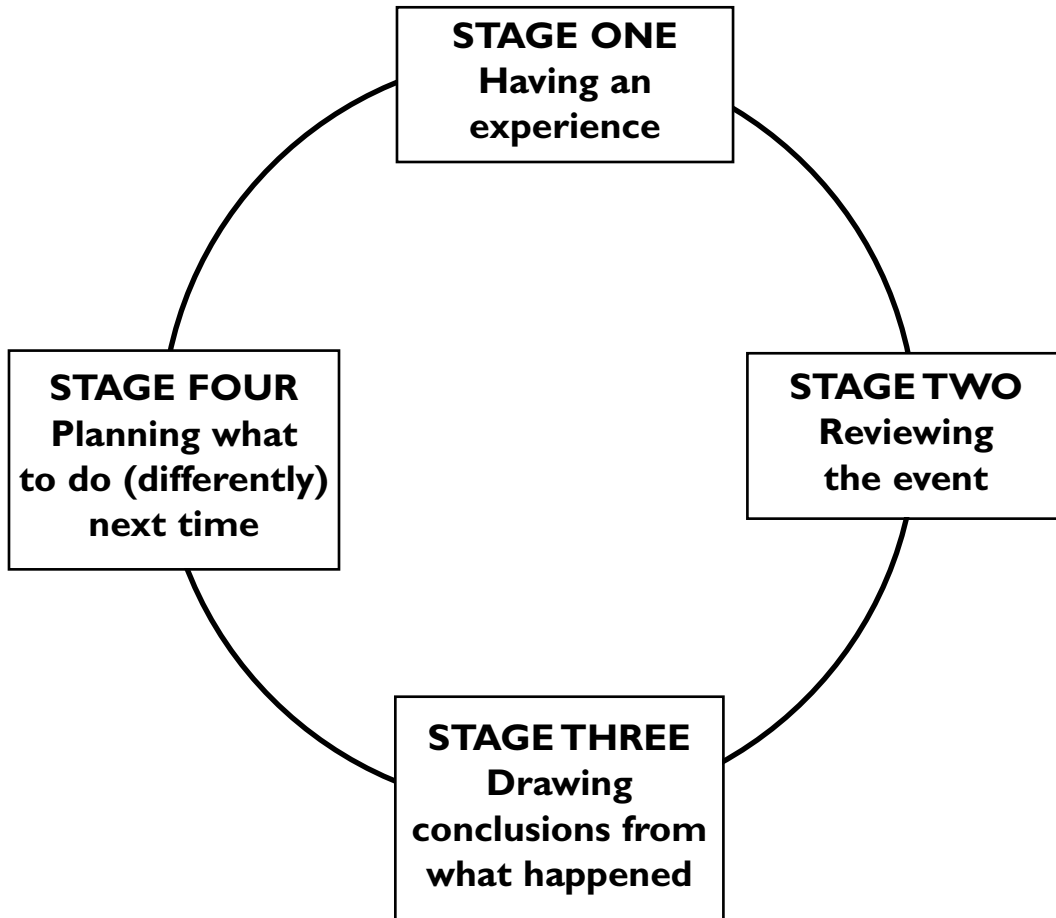 STAGE ONE
Having an
experience
STAGE TWO
Reviewing
the event
STAGE THREE
Drawing
conclusions from
what happened
STAGE FOUR
Planning what
to do (differently)
next time